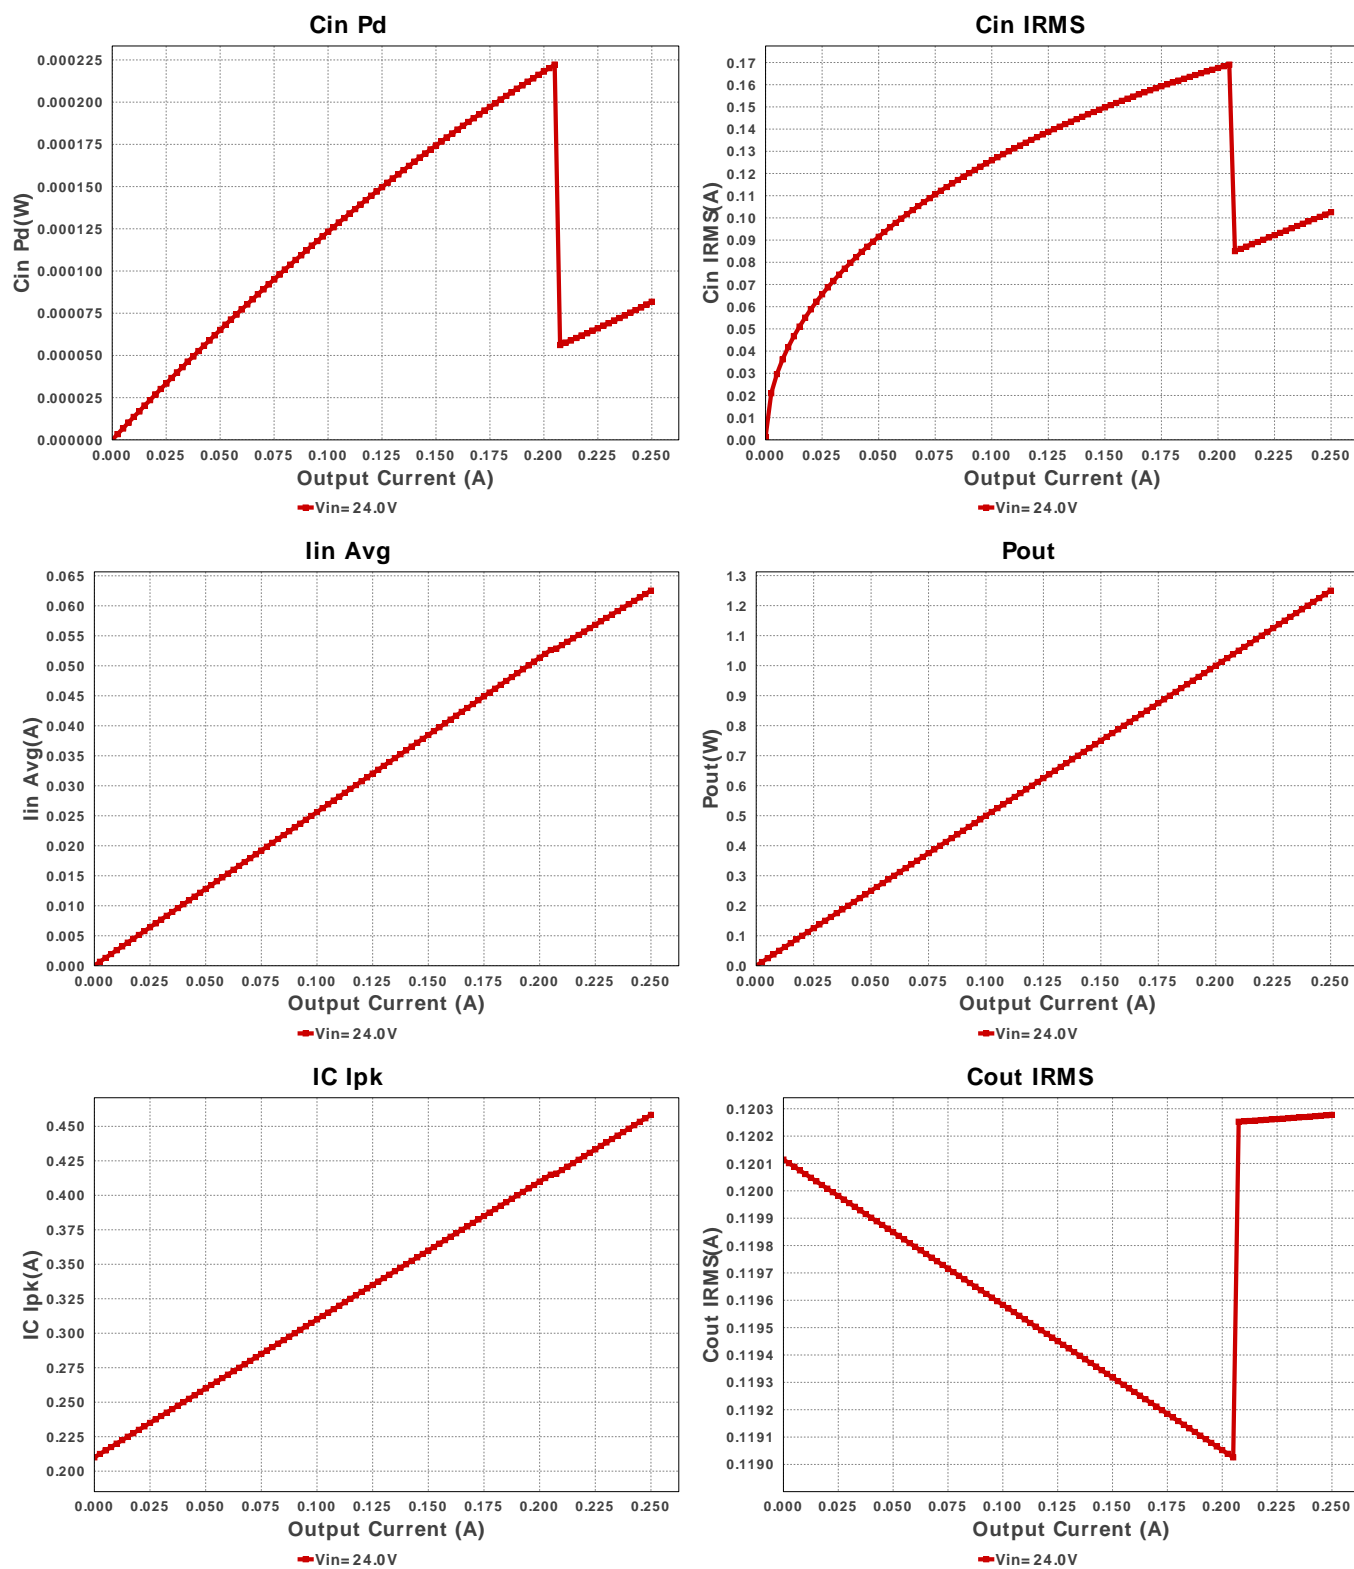 Cin Pd
0.000225
0.000200
0.000175
0.000150
0.000125
0.000100
0.000075
0.000050
0.000025
0.000000
Cin Pd(W)
0.000 0.025 0.050 0.075 0.100 0.125 0.150 0.175 0.200 0.225 0.250
Output Current (A)
Vin=24.0V
Cin IRMS
0.17
0.16
0.15
0.14
0.13
0.12
0.11
0.10
0.09
0.08
0.07
0.06
0.05
0.04
0.03
0.02
0.01
0.00
Cin IRMS(A)
0.000 0.025 0.050 0.075 0.100 0.125 0.150 0.175 0.200 0.225 0.250
Output Current (A)
Vin=24.0V
Iin Avg
0.065
0.060
0.055
0.050
0.045
0.040
0.035
0.030
0.025
0.020
0.015
0.010
0.005
0.000
Iin Avg(A)
0.000 0.025 0.050 0.075 0.100 0.125 0.150 0.175 0.200 0.225 0.250
Output Current (A)
Vin=24.0V
Pout
1.3
1.2
1.1
1.0
0.9
0.8
0.7
0.6
0.5
0.4
0.3
0.2
0.1
0.0
Pout(W)
0.000 0.025 0.050 0.075 0.100 0.125 0.150 0.175 0.200 0.225 0.250
Output Current (A)
Vin=24.0V
IC Ipk
0.450
0.425
0.400
0.375
0.350
0.325
0.300
0.275
0.250
0.225
0.200
IC Ipk(A)
0.000 0.025 0.050 0.075 0.100 0.125 0.150 0.175 0.200 0.225 0.250
Output Current (A)
Vin=24.0V
Cout IRMS
0.1203
0.1202
0.1201
0.1200
0.1199
0.1198
0.1197
0.1196
0.1195
0.1194
0.1193
0.1192
0.1191
0.1190
Cout IRMS(A)
0.000 0.025 0.050 0.075 0.100 0.125 0.150 0.175 0.200 0.225 0.250
Output Current (A)
Vin=24.0V